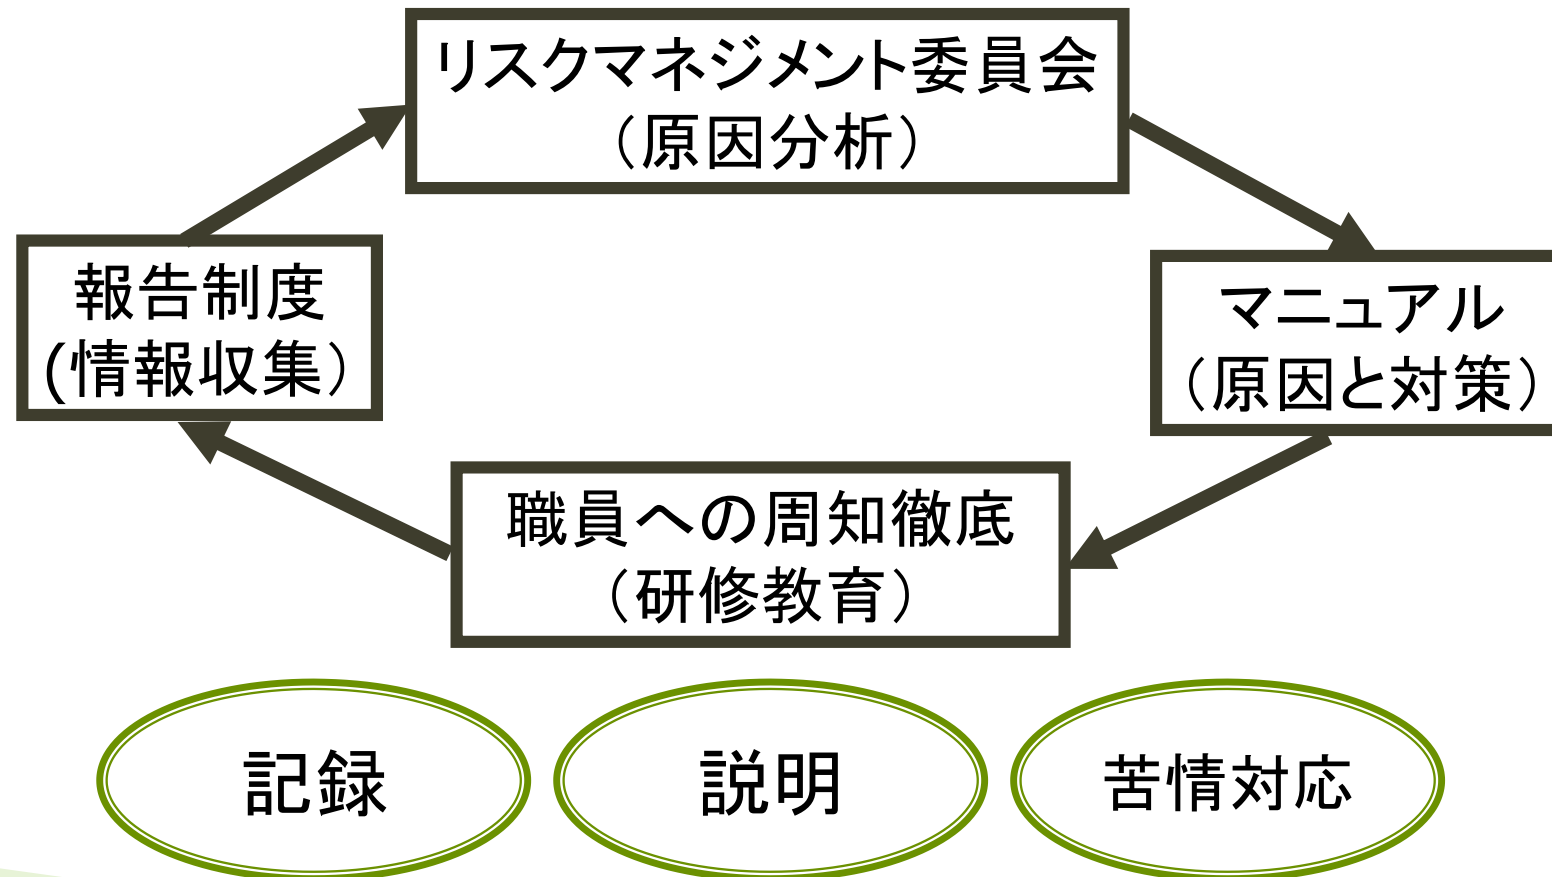 リスクマネジメント委員会
（原因分析）
報告制度
(情報収集）
マニュアル
（原因と対策）
職員への周知徹底
（研修教育）
記録
説明
苦情対応